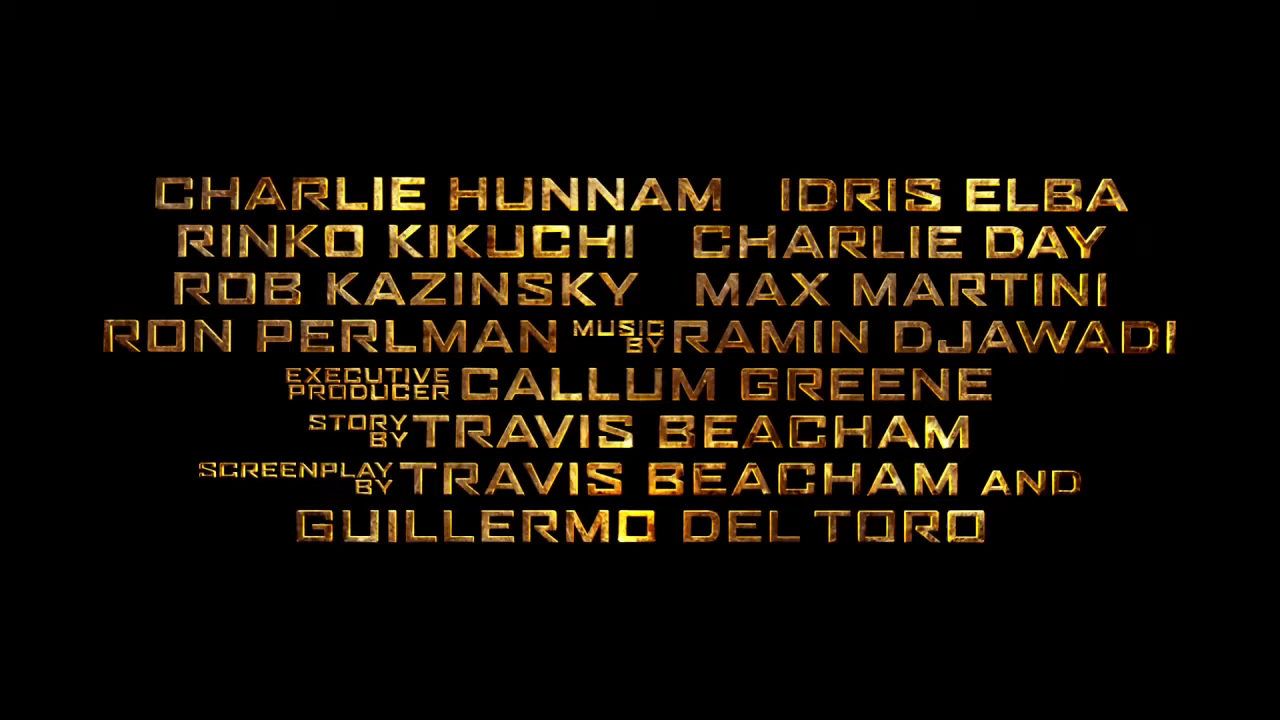 CHARLIE HUNNAM IDRIS ELBA
RINKO KIKUCHI CHARLIE DAY
ROB KAZINSKY MAX MARTINI
RON PERLMAN MUSIC BY RAMIN DJAWADI
EXECUTIVE PRODUCER CALLUM GREENE
STORY BY TRAVIS BEACHAM
SCREENPLAY BY TRAVIS BEACHAM AND
GUILLERMO DEL TORO